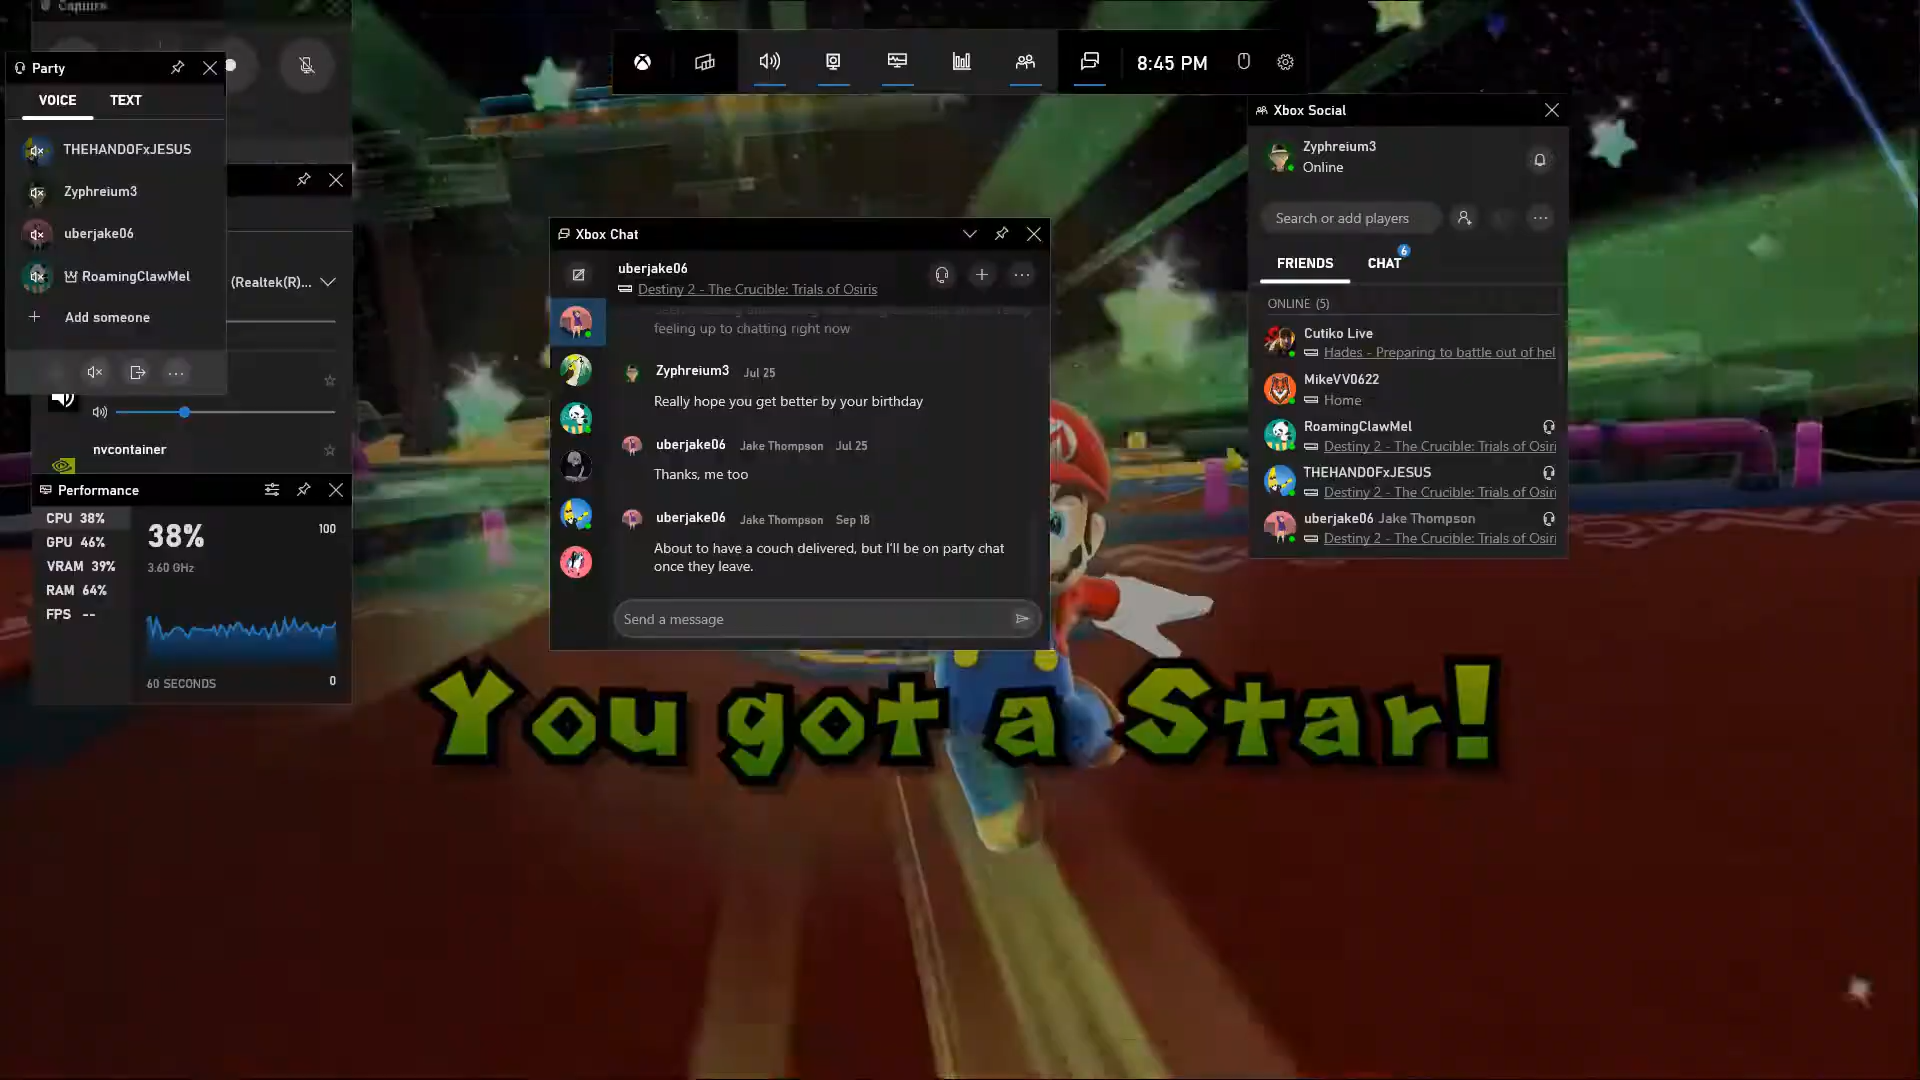 Capture
Party
VOICE
TEXT
THEHANDOFxJESUS
Zyphreium3
uberjake06
RoamingClawMel
Add someone
(Realtek(R)...
nvcontainer
Performance
CPU 38%
GPU 46%
VRAM 39%
RAM 64%
FPS --
38%
3.60 GHz
100
60 SECONDS
0
8:45 PM
Xbox Chat
uberjake06
Destiny 2 - The Crucible: Trials of Osiris
feeling up to chatting right now
Zyphreium3 Jul 25
Really hope you get better by your birthday
uberjake06 Jake Thompson Jul 25
Thanks, me too
uberjake06 Jake Thompson Sep 18
About to have a couch delivered, but I'll be on party chat
once they leave.
Send a message
Xbox Social
Zyphreium3
Online
Search or add players
FRIENDS
CHAT
6
ONLINE (5)
Cutiko Live
Hades - Preparing to battle out of hel
MikeVV0622
Home
RoamingClawMel
Destiny 2 - The Crucible: Trials of Osiri
THEHANDOFxJESUS
Destiny 2 - The Crucible: Trials of Osiri
uberjake06 Jake Thompson
Destiny 2 - The Crucible: Trials of Osiri
M
You got a Star!